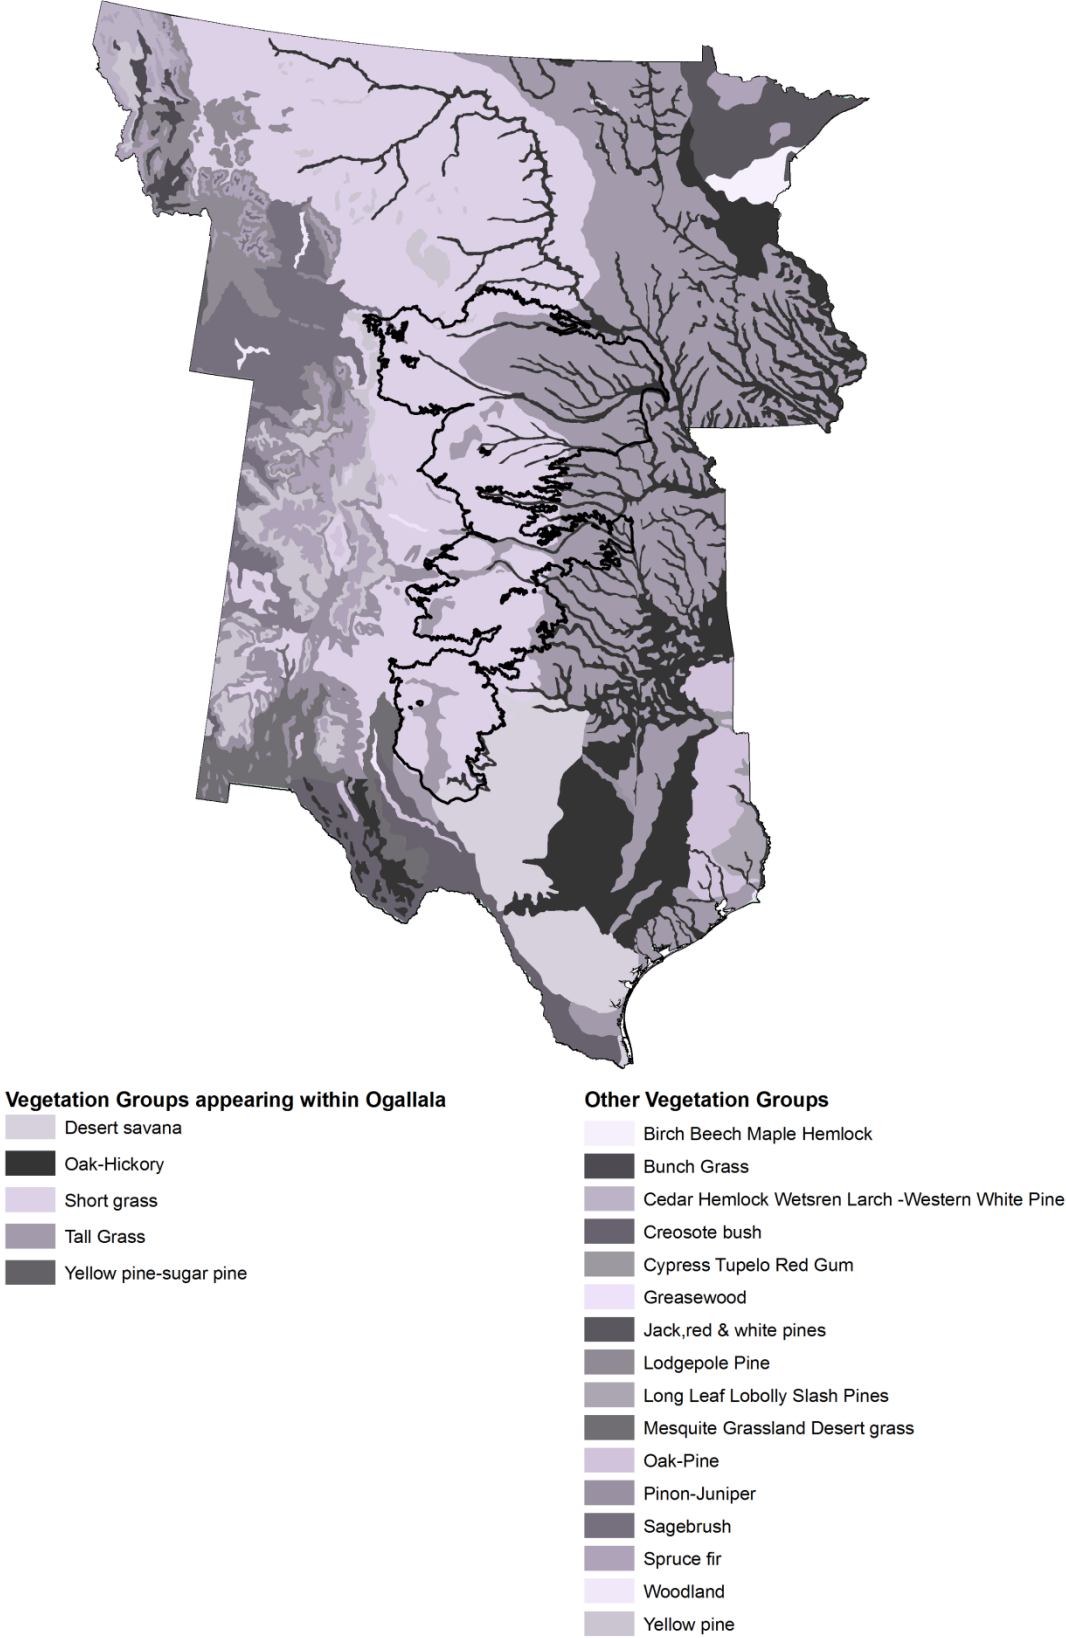 Vegetation Groups appearing within Ogallala
Desert savana
Oak-Hickory
Short grass
Tall Grass
Yellow pine-sugar pine
Other Vegetation Groups
Birch Beech Maple Hemlock
Bunch Grass
Cedar Hemlock Wetsren Larch -Western White Pine
Creosote bush
Cypress Tupelo Red Gum
Greasewood
Jack,red & white pines
Lodgepole Pine
Long Leaf Lobolly Slash Pines
Mesquite Grassland Desert grass
Oak-Pine
Pinon-Juniper
Sagebrush
Spruce fir
Woodland
Yellow pine